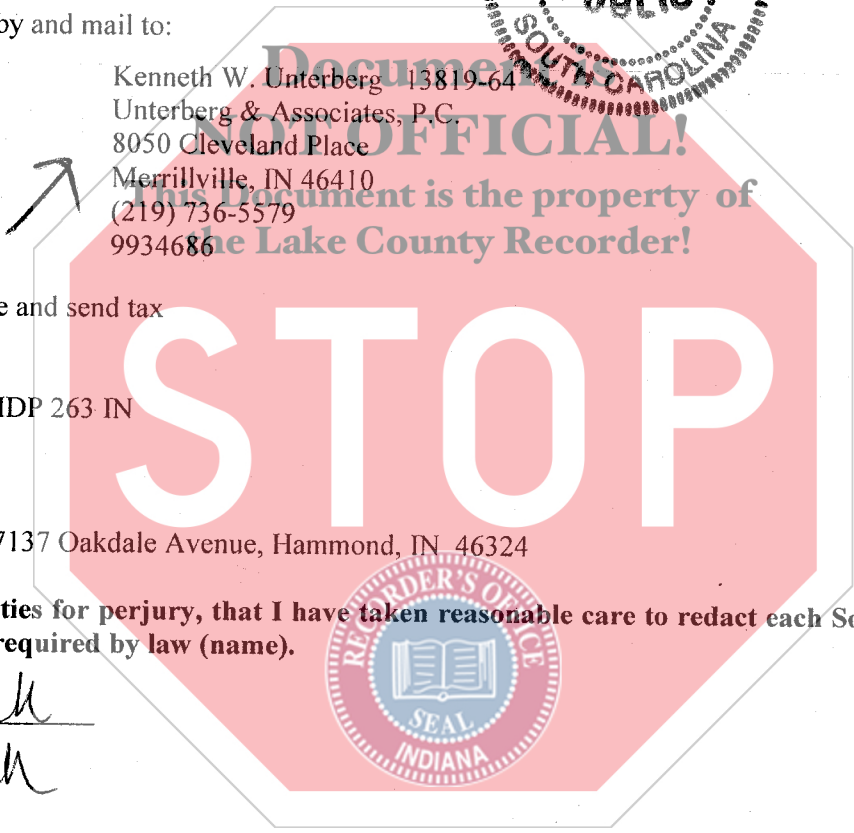 by and mail to:
SOUTH CAROLINA
Document is
Kenneth W. Unterberg 13819-64
Unterberg & Associates, P.C.
NOT OFFICIAL!
8050 Cleveland Place
Merrillville, IN 46410
This Document is the property of
(219) 736-5579
the Lake County Recorder!
9934686
e and send tax
STOP
IDP 263 IN
7137 Oakdale Avenue, Hammond, IN 46324
RECORDER'S OFFICE
ties for perjury, that I have taken reasonable care to redact each So
required by law (name).
SEAL
INDIANA